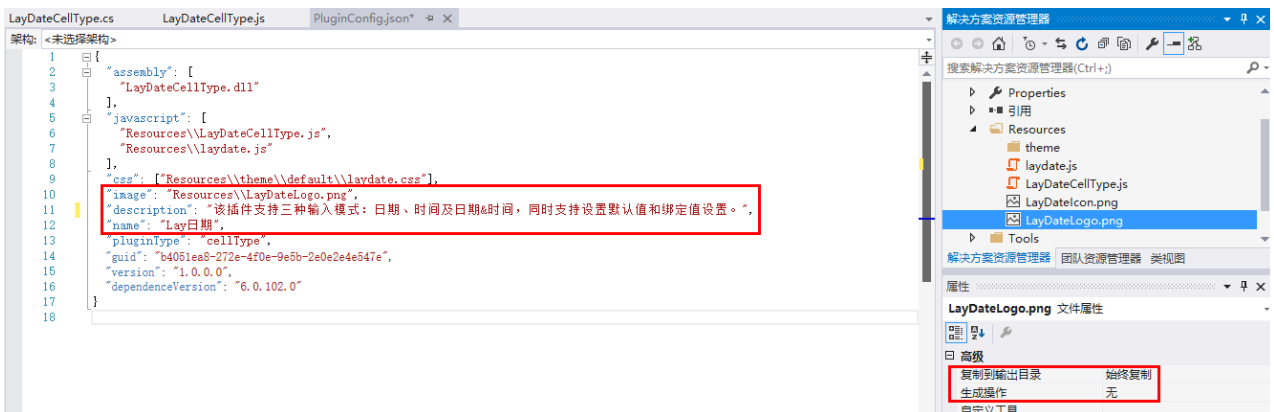 LayDateCellType.cs LayDateCellType.js PluginConfig.json*
架构: <未选择架构>
1 {
2 "assembly": [
3 "LayDateCellType.dll"
4 ],
5 "javascript": [
6 "Resources\\LayDateCellType.js",
7 "Resources\\laydate.js"
8 ],
9 "css": ["Resources\\theme\\default\\laydate.css"],
10 "image": "Resources\\LayDateLogo.png",
11 "description": "该插件支持三种输入模式：日期、时间及日期&时间，同时支持设置默认值和绑定值设置。",
12 "name": "Lay日期",
13 "pluginType": "cellType",
14 "guid": "b4051ea8-272e-4f0e-9e5b-2e0e2e4e547e",
15 "version": "1.0.0.0",
16 "dependenceVersion": "6.0.102.0"
17 }
18
解决方案资源管理器
搜索解决方案资源管理器(Ctrl+;)
Properties
引用
Resources
theme
laydate.js
LayDateCellType.js
LayDateIcon.png
LayDateLogo.png
Tools
解决方案资源管理器 团队资源管理器 类视图
属性
LayDateLogo.png 文件属性
高级
复制到输出目录 始终复制
生成操作 无
自定义工具